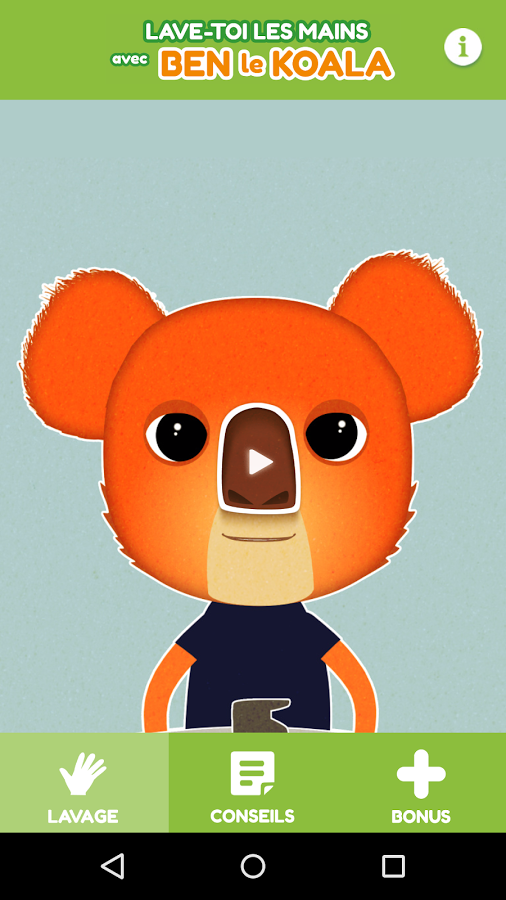 LAVE-TOI LES MAINS
avec BEN le KOALA
i
LAVAGE
CONSEILS
BONUS